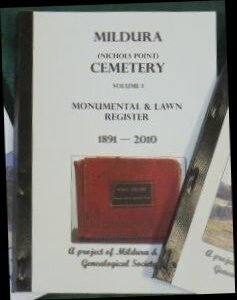 MILDURA
(NICHOLS POINT)
CEMETERY
VOLUME 1
MONUMENTAL & LAWN
REGISTER
1891 — 2010
A project of Mildura &
Genealogical Society